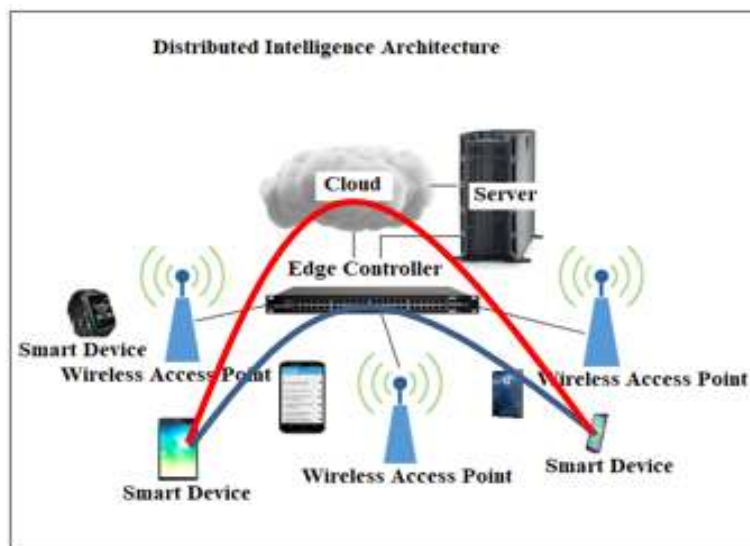 Distributed Intelligence Architecture
Cloud
Server
Edge Controller
Smart Device
Wireless Access Point
Wireless Access Point
Wireless Access Point
Smart Device
Smart Device